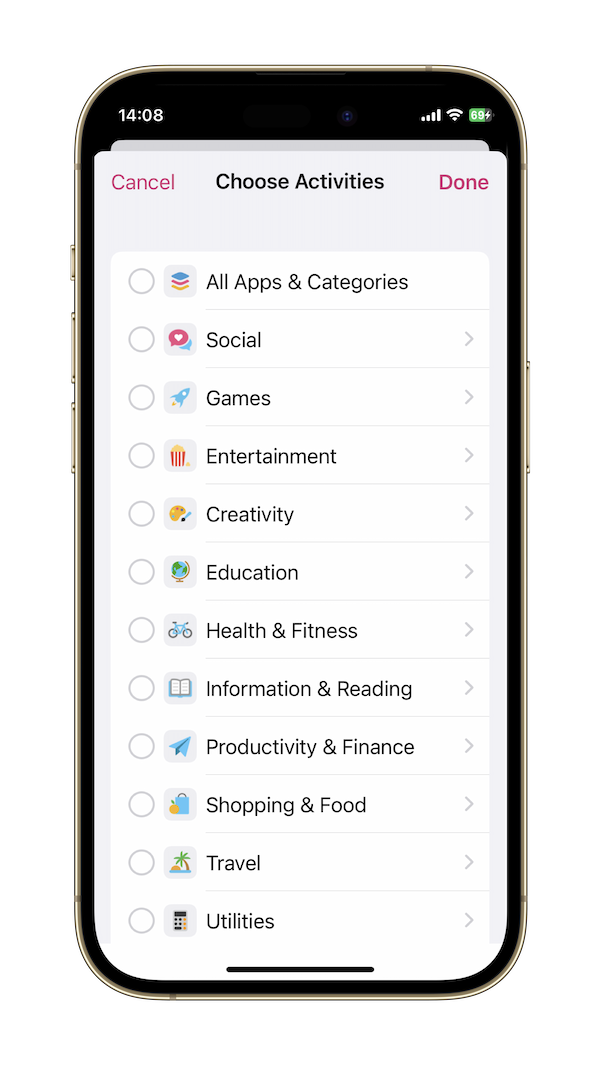 14:08
69
Cancel
Choose Activities
Done
All Apps & Categories
Social
Games
Entertainment
Creativity
Education
Health & Fitness
Information & Reading
Productivity & Finance
Shopping & Food
Travel
Utilities